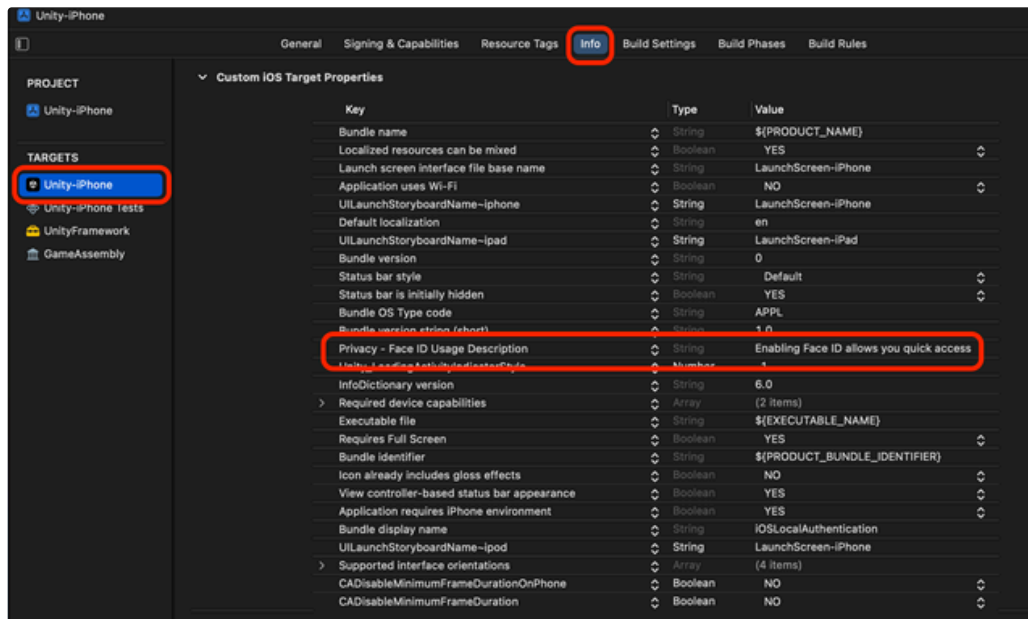 Unity-iPhone
General Signing & Capabilities Resource Tags Info Build Settings Build Phases Build Rules
PROJECT
Unity-iPhone
TARGETS
Unity-iPhone
Unity-iPhone Tests
UnityFramework
GameAssembly
Custom iOS Target Properties
Key Type Value
Bundle name String ${PRODUCT_NAME}
Localized resources can be mixed Boolean YES
Launch screen interface file base name String LaunchScreen-iPhone
Application uses Wi-Fi Boolean NO
UILaunchStoryboardName~iphone String LaunchScreen-iPhone
Default localization String en
UILaunchStoryboardName~ipad String LaunchScreen-iPad
Bundle version String 0
Status bar style String Default
Status bar is initially hidden Boolean YES
Bundle OS Type code String APPL
Bundle version string (short) String 1.0
Privacy - Face ID Usage Description String Enabling Face ID allows you quick access
Unity_LoadingActivityIndicatorStyle Number -1
InfoDictionary version String 6.0
Required device capabilities Array (2 items)
Executable file String ${EXECUTABLE_NAME}
Requires Full Screen Boolean YES
Bundle identifier String ${PRODUCT_BUNDLE_IDENTIFIER}
Icon already includes gloss effects Boolean NO
View controller-based status bar appearance Boolean YES
Application requires iPhone environment Boolean YES
Bundle display name String iOSLocalAuthentication
UILaunchStoryboardName~ipod String LaunchScreen-iPhone
Supported interface orientations Array (4 items)
CADisableMinimumFrameDurationOnPhone Boolean NO
CADisableMinimumFrameDuration Boolean NO